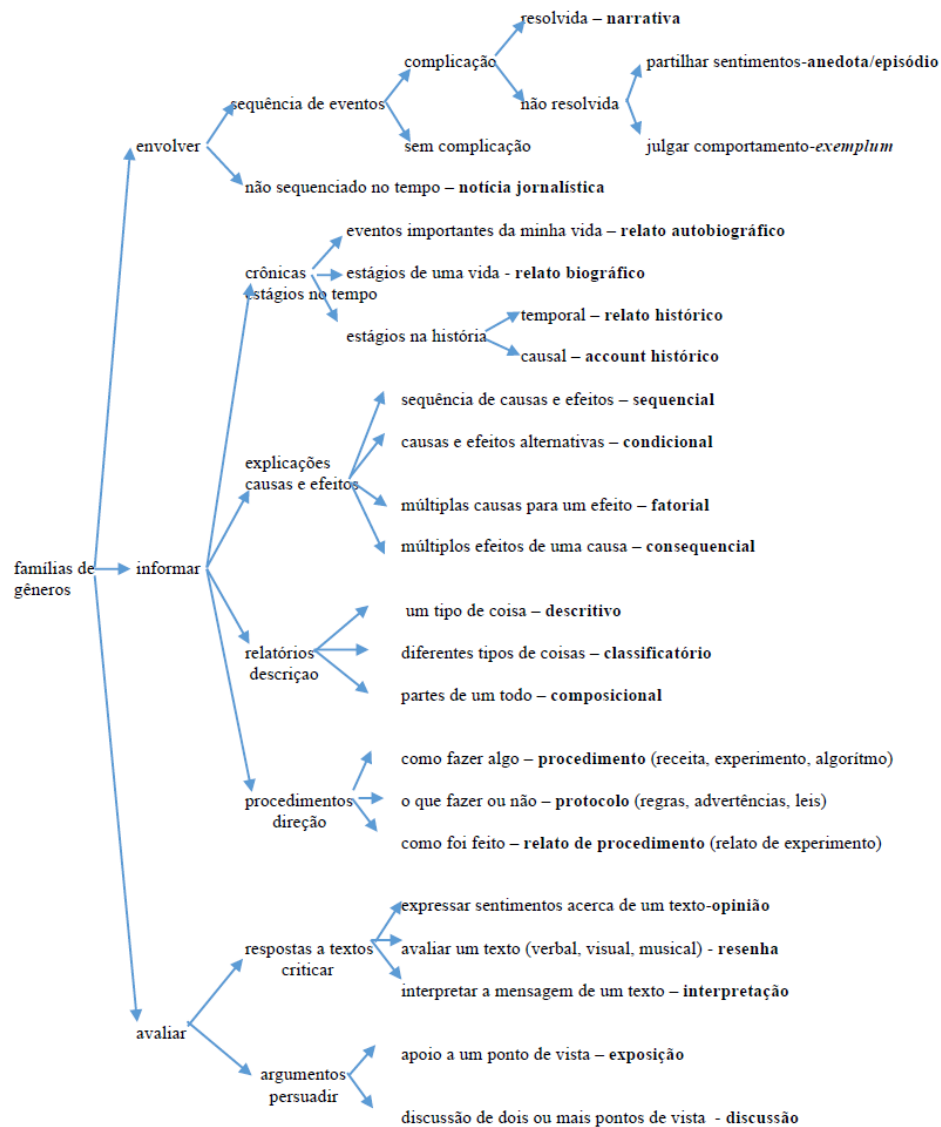 resolvida – narrativa
complicação
partilhar sentimentos-anedota/episódio
sequência de eventos
não resolvida
envolver
sem complicação
julgar comportamento-exemplum
não sequenciado no tempo – notícia jornalística
eventos importantes da minha vida – relato autobiográfico
crônicas
estágios de uma vida - relato biográfico
estágios no tempo
temporal – relato histórico
estágios na história
causal – account histórico
sequência de causas e efeitos – sequencial
causas e efeitos alternativas – condicional
explicações
causas e efeitos
múltiplas causas para um efeito – fatorial
múltiplos efeitos de uma causa – consequencial
famílias de
gêneros
informar
um tipo de coisa – descritivo
relatórios
descriçao
diferentes tipos de coisas – classificatório
partes de um todo – composicional
como fazer algo – procedimento (receita, experimento, algorítmo)
procedimentos
direção
o que fazer ou não – protocolo (regras, advertências, leis)
como foi feito – relato de procedimento (relato de experimento)
expressar sentimentos acerca de um texto-opinião
respostas a textos
criticar
avaliar um texto (verbal, visual, musical) - resenha
interpretar a mensagem de um texto – interpretação
avaliar
apoio a um ponto de vista – exposição
argumentos
persuadir
discussão de dois ou mais pontos de vista - discussão